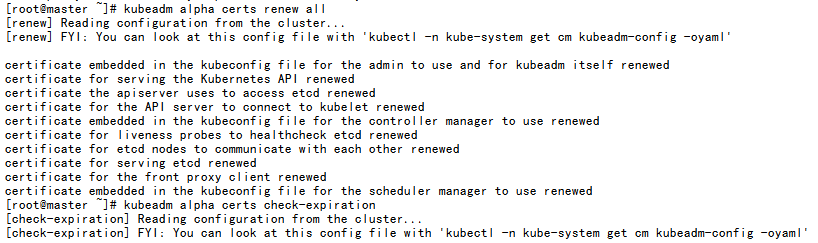 [root@master ~]# kubeadm alpha certs renew all
[renew] Reading configuration from the cluster...
[renew] FYI: You can look at this config file with 'kubectl -n kube-system get cm kubeadm-config -oyaml'
certificate embedded in the kubeconfig file for the admin to use and for kubeadm itself renewed
certificate for serving the Kubernetes API renewed
certificate the apiserver uses to access etcd renewed
certificate for the API server to connect to kubelet renewed
certificate embedded in the kubeconfig file for the controller manager to use renewed
certificate for liveness probes to healthcheck etcd renewed
certificate for etcd nodes to communicate with each other renewed
certificate for serving etcd renewed
certificate for the front proxy client renewed
certificate embedded in the kubeconfig file for the scheduler manager to use renewed
[root@master ~]# kubeadm alpha certs check-expiration
[check-expiration] Reading configuration from the cluster...
[check-expiration] FYI: You can look at this config file with 'kubectl -n kube-system get cm kubeadm-config -oyaml'